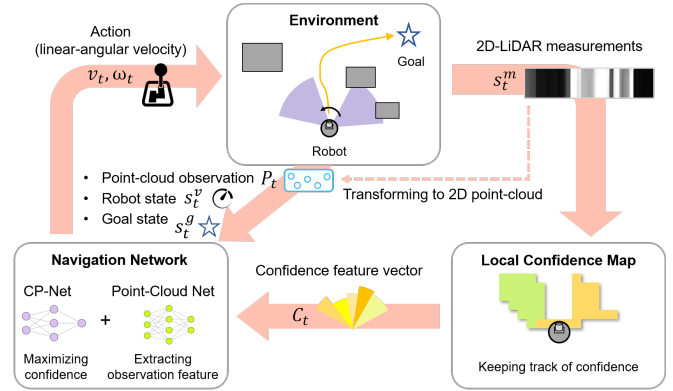 Action
(linear-angular velocity)
v_t, ω_t
Environment
Goal
Robot
2D-LiDAR measurements
s_t^m
• Point-cloud observation P_t
• Robot state s_t^v
• Goal state s_t^g
Transforming to 2D point-cloud
Navigation Network
CP-Net
Point-Cloud Net
+
Maximizing
confidence
Extracting
observation feature
Confidence feature vector
C_t
Local Confidence Map
Keeping track of confidence